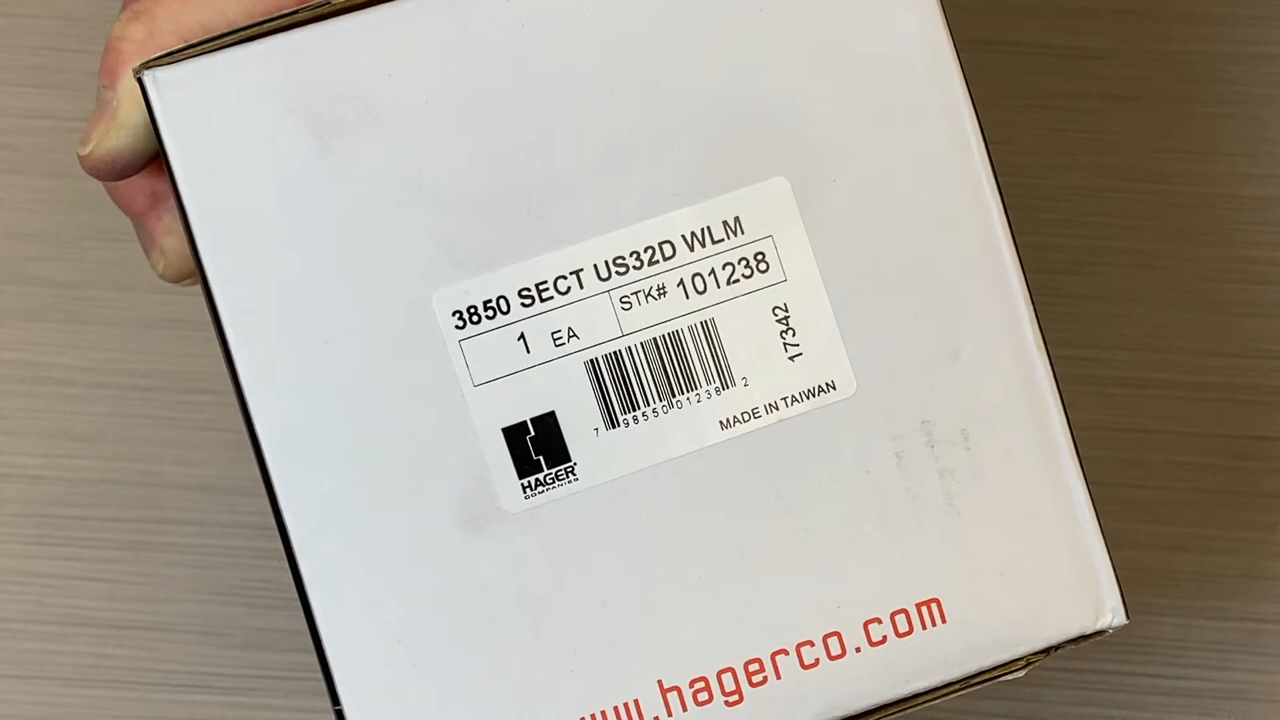 3850 SECT US32D WLM
1 EA
STK# 101238
17342
7 98550 01238 2
MADE IN TAIWAN
HAGER
COMPANIES
www.hagerco.com